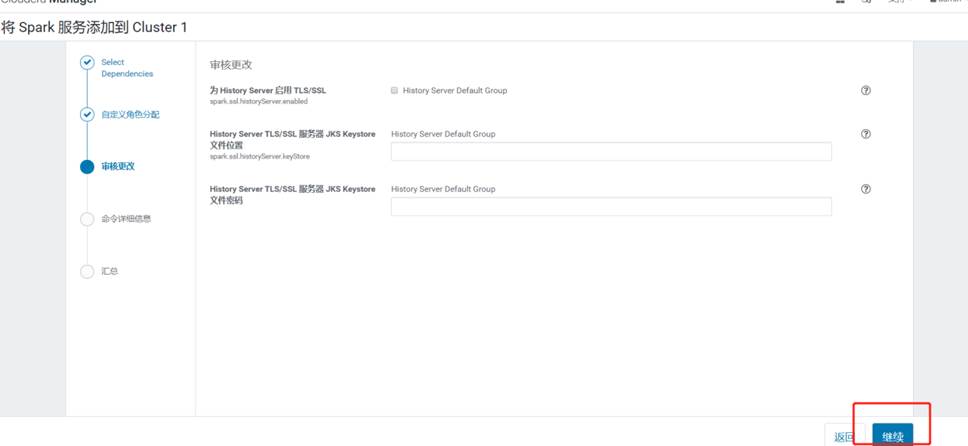 Cloudera Manager
支持
admin
将 Spark 服务添加到 Cluster 1
Select
Dependencies
自定义角色分配
审核更改
命令详细信息
汇总
审核更改
为 History Server 启用 TLS/SSL
spark.ssl.historyServer.enabled
History Server Default Group
History Server TLS/SSL 服务器 JKS Keystore
文件位置
spark.ssl.historyServer.keyStore
History Server Default Group
History Server TLS/SSL 服务器 JKS Keystore
文件密码
History Server Default Group
返回
继续